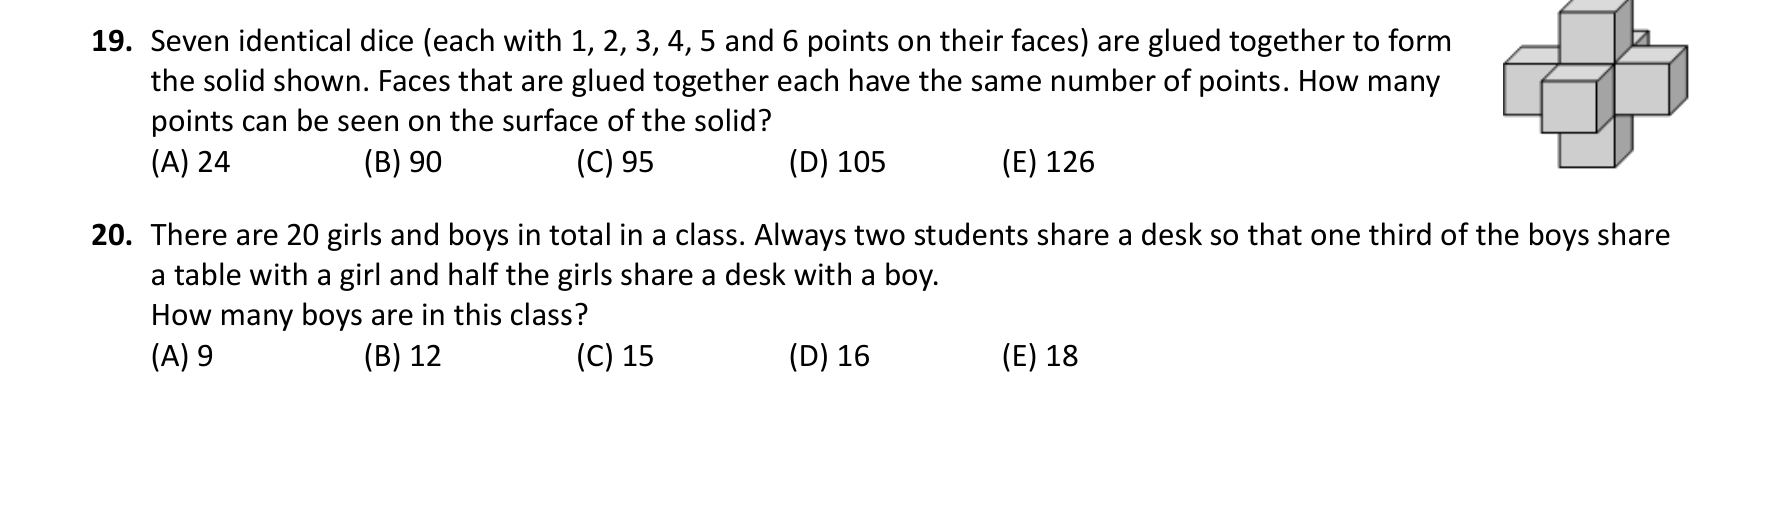 19. Seven identical dice (each with 1, 2, 3, 4, 5 and 6 points on their faces) are glued together to form
the solid shown. Faces that are glued together each have the same number of points. How many
points can be seen on the surface of the solid?
(A) 24 (B) 90 (C) 95 (D) 105 (E) 126
20. There are 20 girls and boys in total in a class. Always two students share a desk so that one third of the boys share
a table with a girl and half the girls share a desk with a boy.
How many boys are in this class?
(A) 9 (B) 12 (C) 15 (D) 16 (E) 18